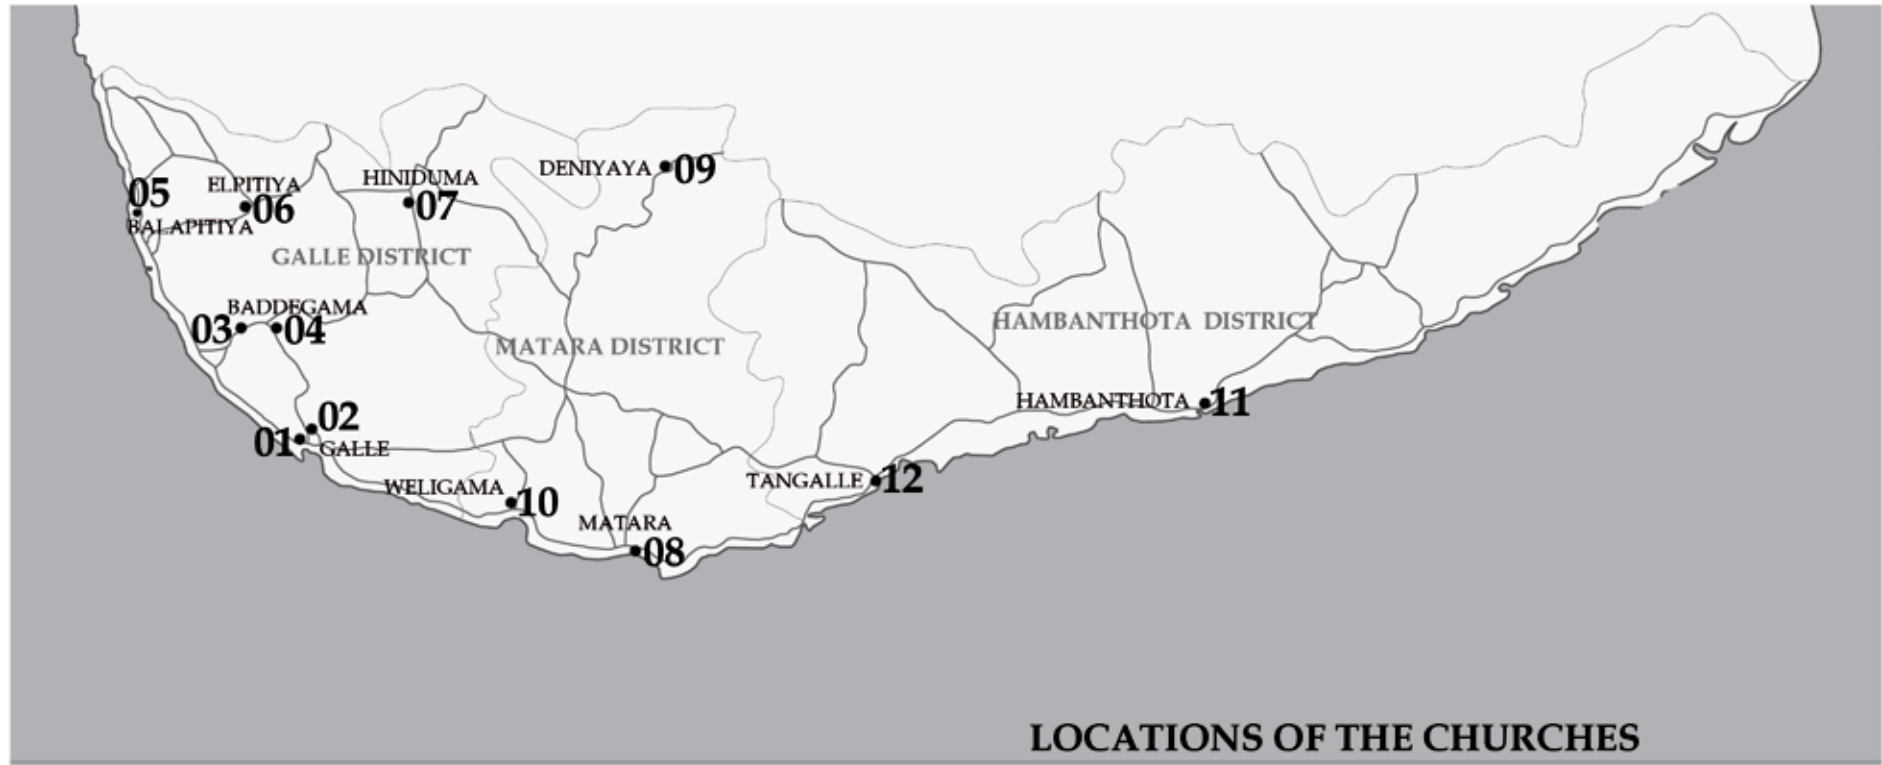 DENIYAYA 09
05
ELPITIYA
06
HINIDUMA
07
BALAPITIYA
GALLE DISTRICT
BADDEGAMA
03
04
HAMBANTHOTA DISTRICT
MATARA DISTRICT
HAMBANTHOTA 11
02
01
GALLE
WELIGAMA
10
TANGALLE 12
MATARA
08
LOCATIONS OF THE CHURCHES